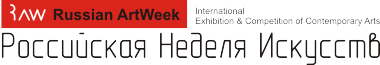 RAW Russian ArtWeek
International
Exhibition & Competition of Contemporary Arts
Российская Неделя Искусств